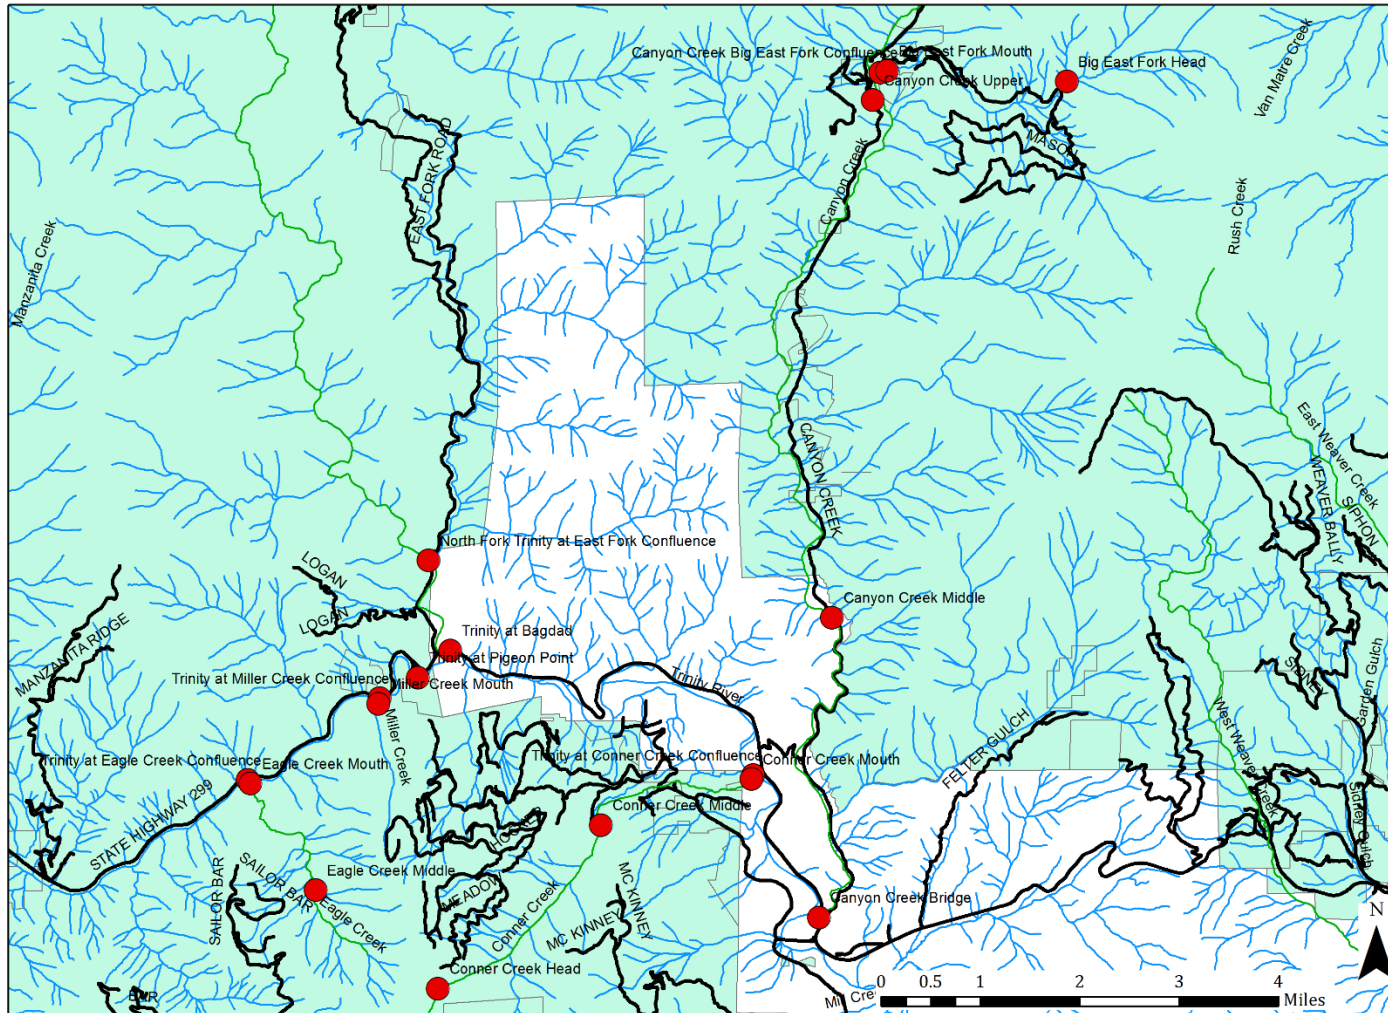 Canyon Creek Big East Fork Confluence
Big East Fork Mouth
Big East Fork Head
Canyon Creek Upper
Van Matre Creek
MASON
EAST FORK ROAD
Canyon Creek
Rush Creek
Manzanita Creek
CANYON CREEK
East Weaver Creek
WEAVER BALLY
SIPHON
North Fork Trinity at East Fork Confluence
LOGAN
LOGAN
MANZANITA RIDGE
Canyon Creek Middle
Trinity at Bagdad
Trinity at Pigeon Point
Trinity at Miller Creek Confluence
Miller Creek Mouth
Trinity River
SIDNEY
Garden Gulch
Miller Creek
FELTER GULCH
West Weaver Creek
Trinity at Eagle Creek Confluence
Eagle Creek Mouth
Trinity at Conner Creek Confluence
Conner Creek Mouth
STATE HIGHWAY 299
Conner Creek Middle
Sidney Gulch
SAILOR BAR
SAILOR BAR
Eagle Creek Middle
Eagle Creek
MEADOW
Conner Creek
MC KINNEY
MC KINNEY
Canyon Creek Bridge
Conner Creek Head
BAR
N
0 0.5 1 2 3 4
Miles